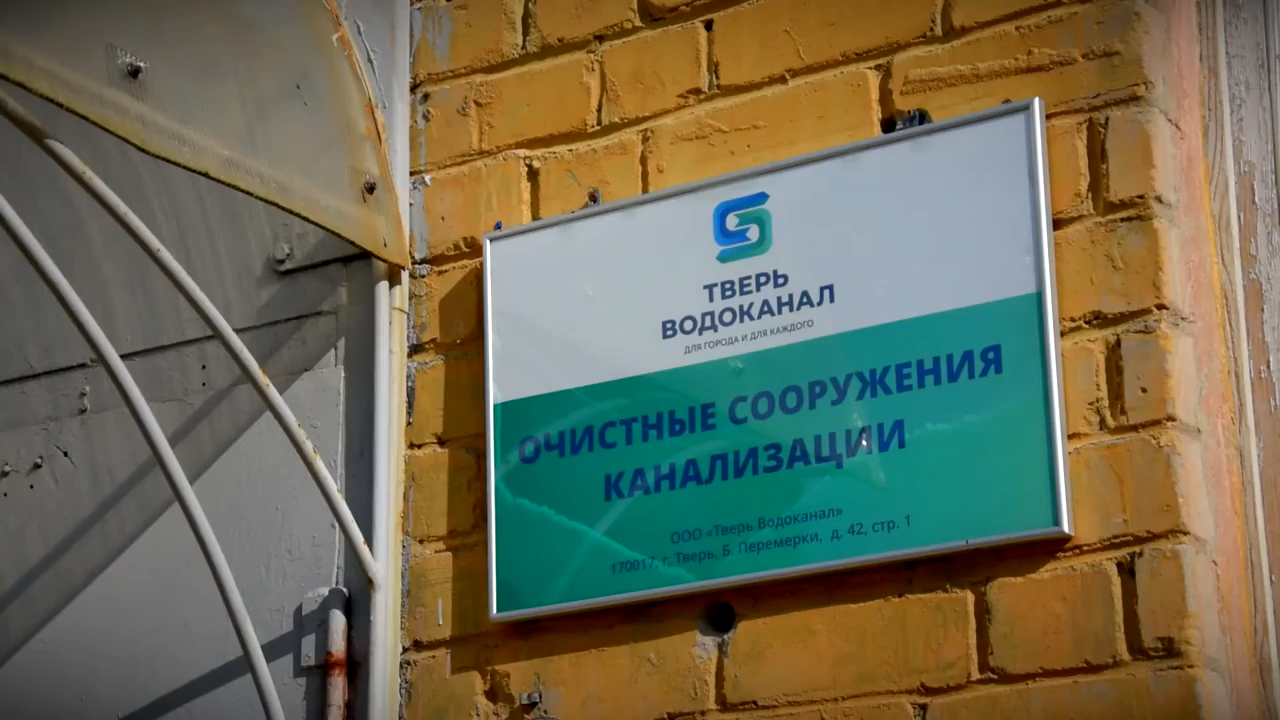 ТВЕРЬ
ВОДОКАНАЛ
ДЛЯ ГОРОДА И ДЛЯ КАЖДОГО
ОЧИСТНЫЕ СООРУЖЕНИЯ
КАНАЛИЗАЦИИ
ООО «Тверь Водоканал»
170017, г. Тверь, Б. Перемерки, д. 42, стр. 1